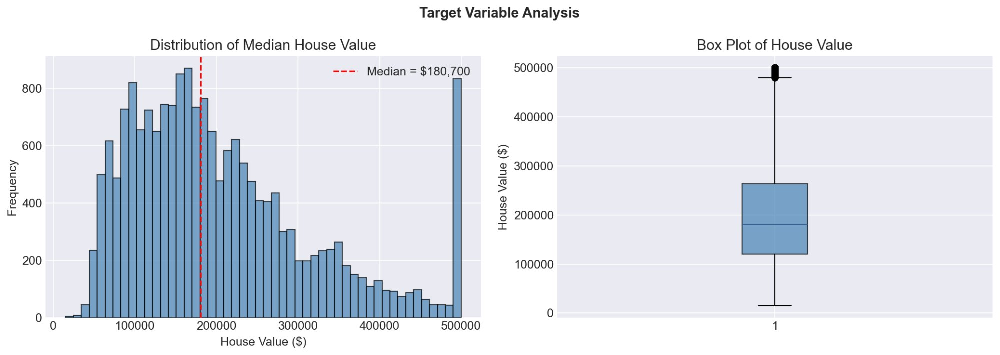 Target Variable Analysis
Distribution of Median House Value
Median = $180,700
800
600
400
200
0
Frequency
0 100000 200000 300000 400000 500000
House Value ($)
Box Plot of House Value
500000
400000
300000
200000
100000
0
House Value ($)
1